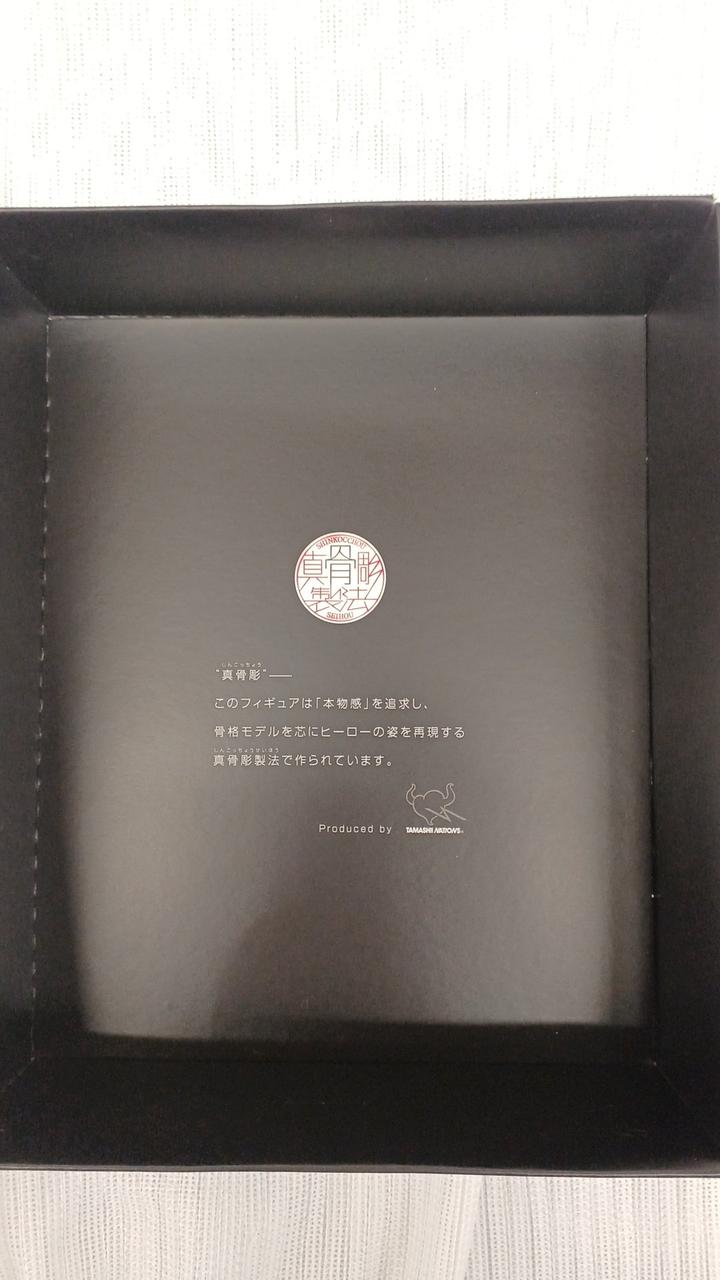 SHINKOCCHOU
真骨彫
製法
SEIHOU
しんこっちょう
“真骨彫”──
このフィギュアは「本物感」を追求し、
骨格モデルを芯にヒーローの姿を再現する
しんこっちょうせいほう
真骨彫製法で作られています。
Produced by TAMASHII NATIONS